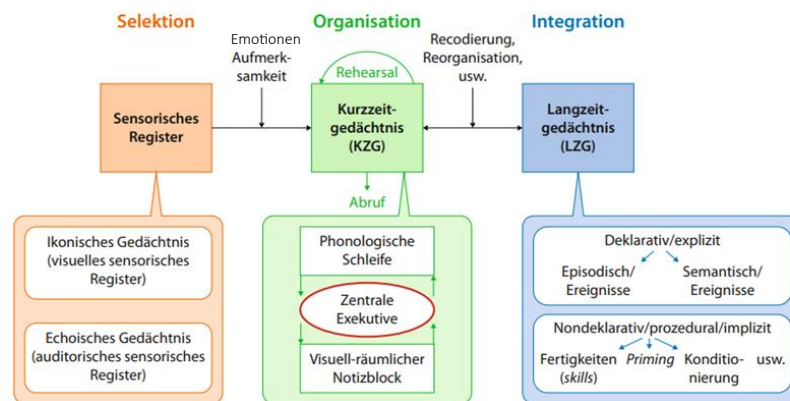 Selektion
Organisation
Integration
Emotionen
Aufmerk-
samkeit
Rehearsal
Recodierung,
Reorganisation,
usw.
Sensorisches
Register
Kurzzeit-
gedächtnis
(KZG)
Langzeit-
gedächtnis
(LZG)
Abruf
Ikonisches Gedächtnis
(visuelles sensorisches
Register)
Echoisches Gedächtnis
(auditorisches sensorisches
Register)
Phonologische
Schleife
Zentrale
Exekutive
Visuell-räumlicher
Notizblock
Deklarativ/explizit
Episodisch/
Ereignisse
Semantisch/
Ereignisse
Nondeklarativ/prozedural/implizit
Fertigkeiten
(skills)
Priming
Konditio-
nierung
usw.